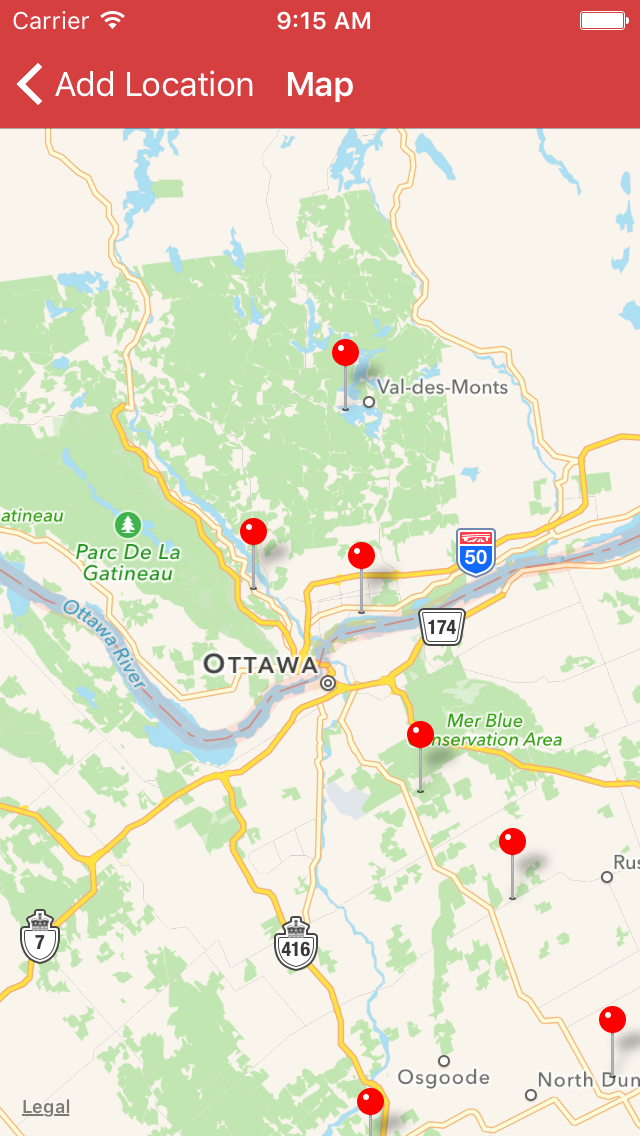 Carrier 9:15 AM
Add Location Map
Val-des-Monts
atineau
Parc De La
Gatineau
50
Ottawa River
174
OTTAWA
Mer Blue
nservation Area
Rus
7
416
Osgoode
North Dun
Legal